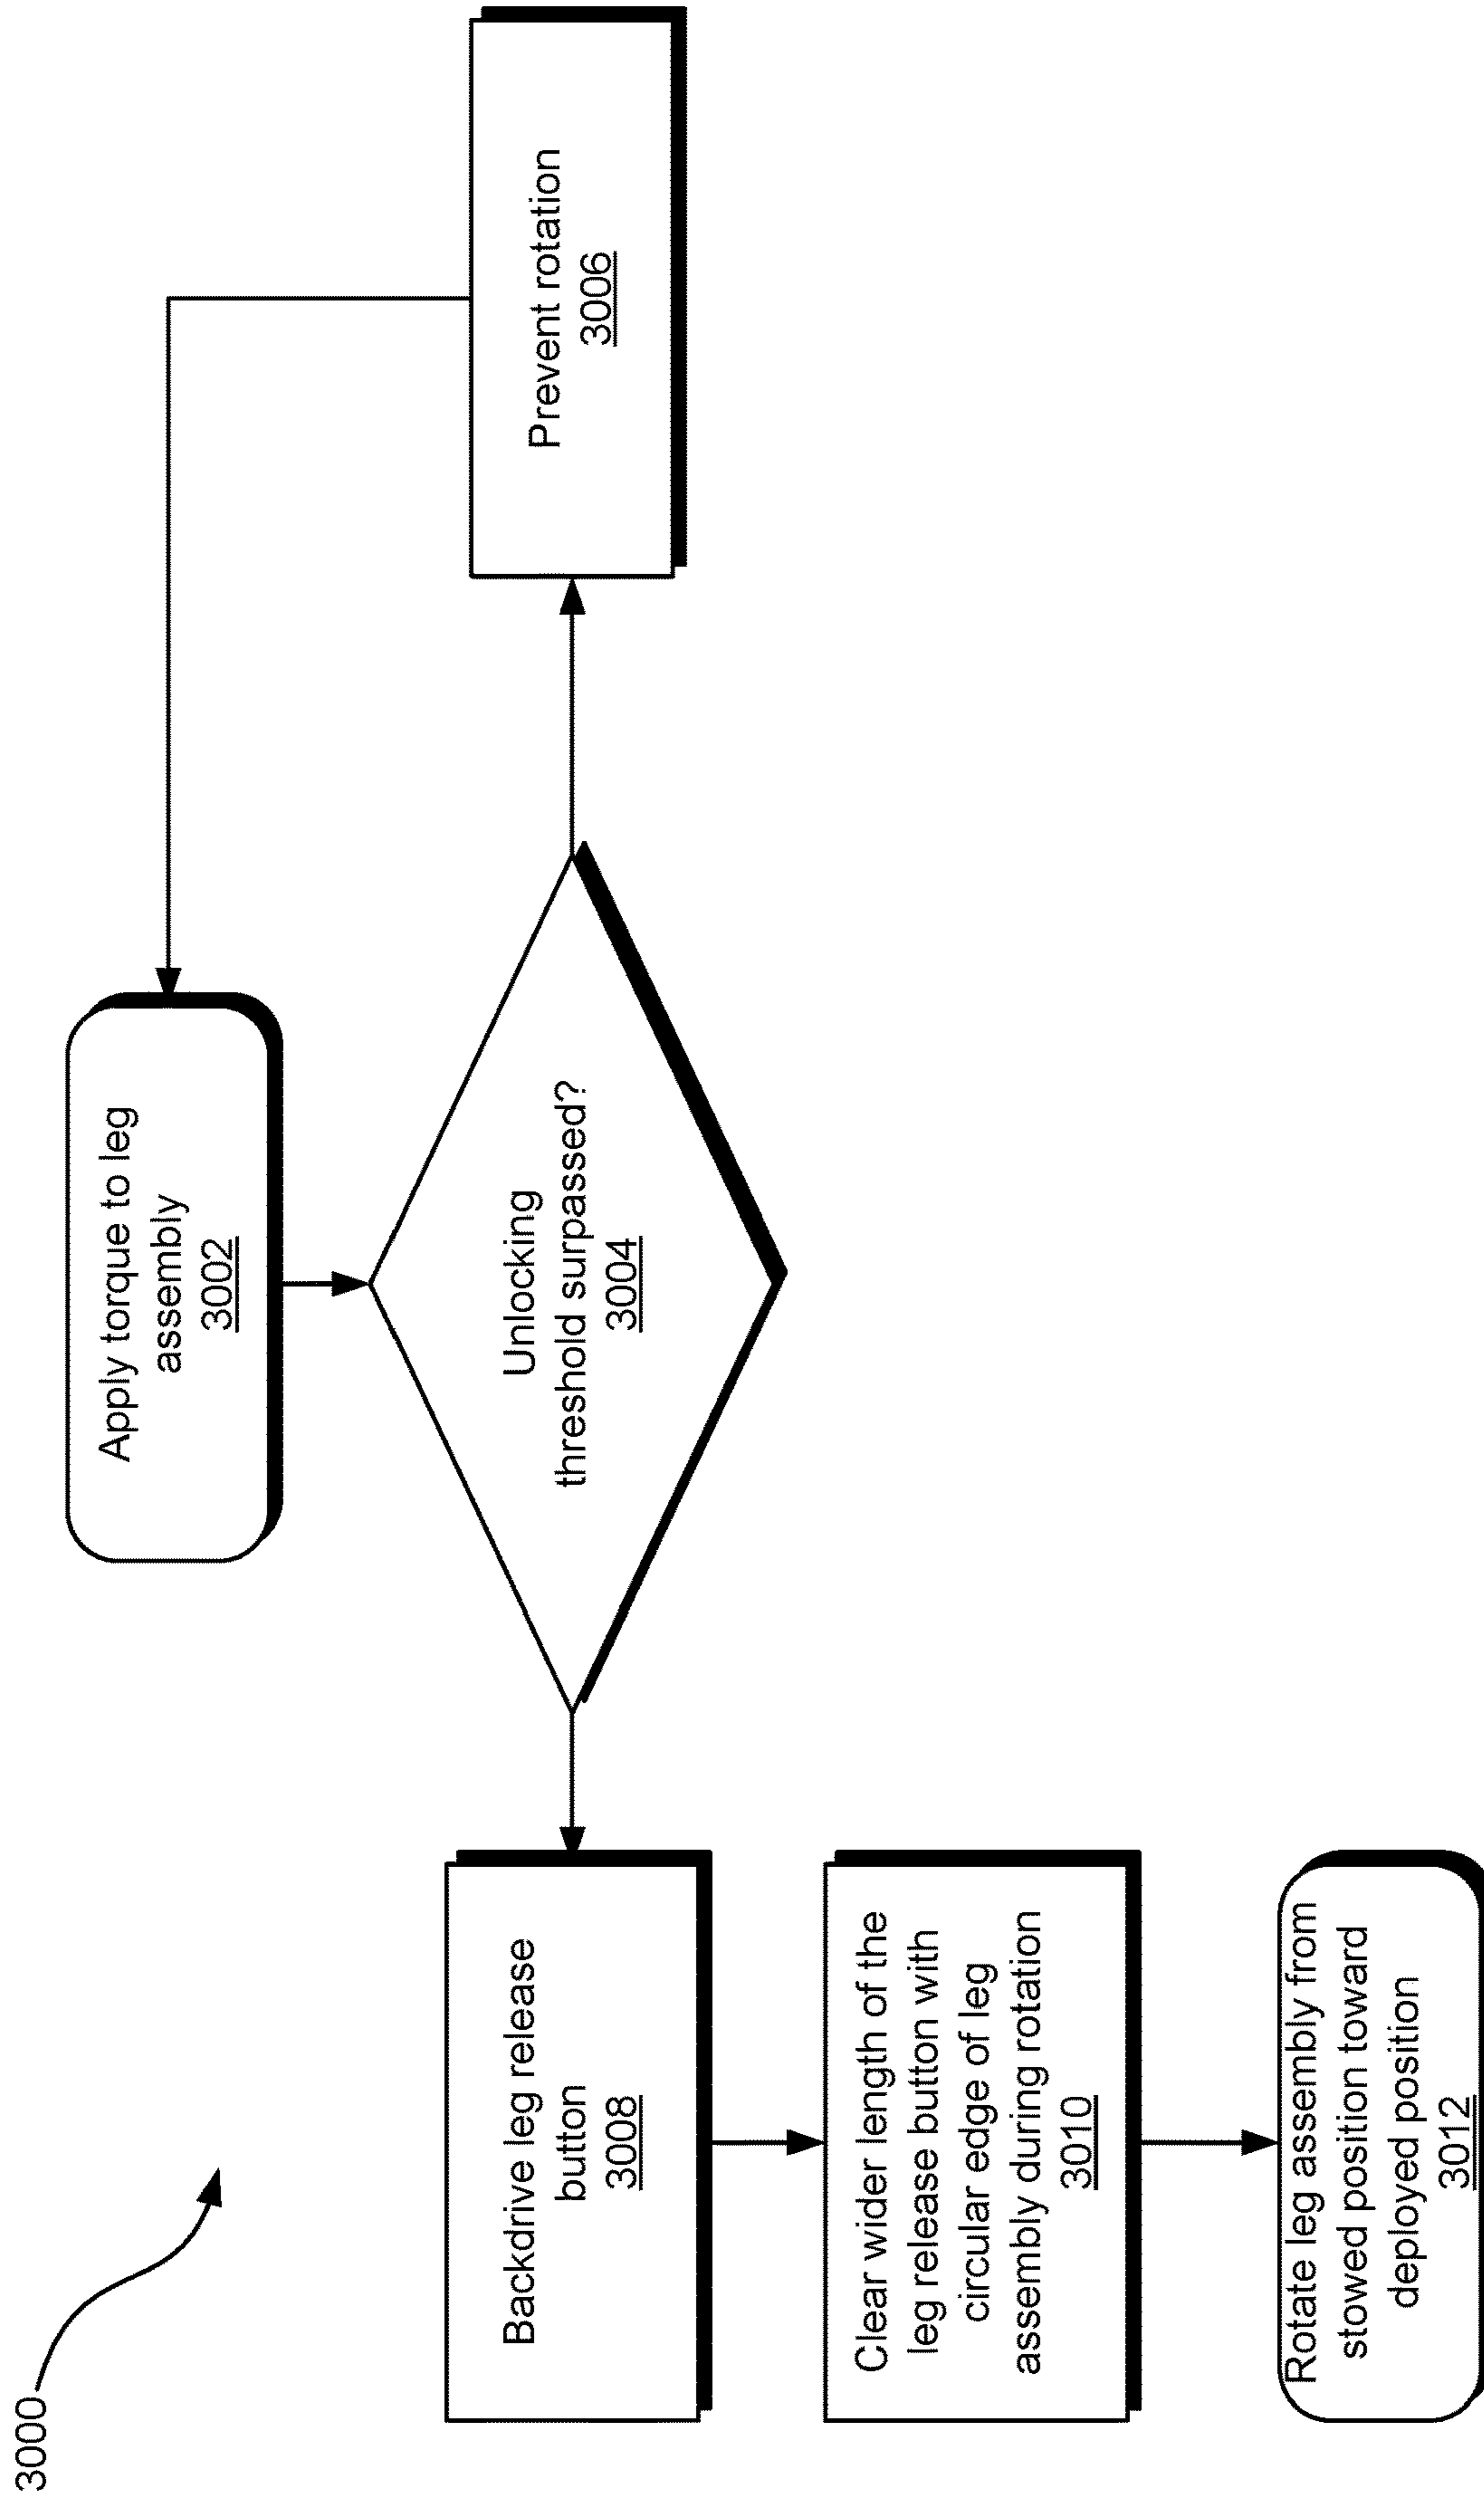 3000
Apply torque to leg
assembly
3002
Unlocking
threshold surpassed?
3004
Prevent rotation
3006
Backdrive leg release
button
3008
Clear wider length of the
leg release button with
circular edge of leg
assembly during rotation
3010
Rotate leg assembly from
stowed position toward
deployed position
3012